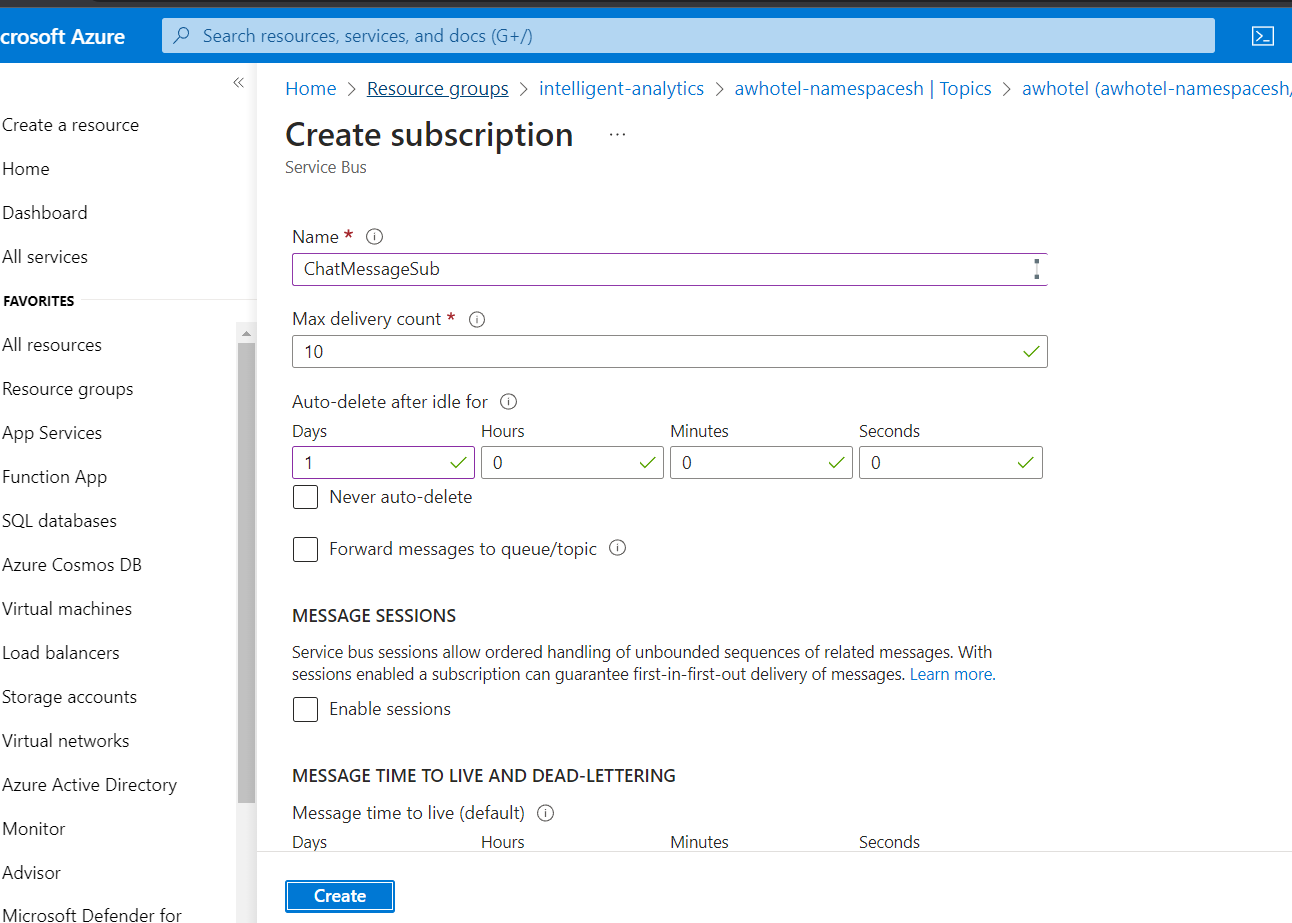 crosoft Azure
Search resources, services, and docs (G+/)
Create a resource
Home
Dashboard
All services
FAVORITES
All resources
Resource groups
App Services
Function App
SQL databases
Azure Cosmos DB
Virtual machines
Load balancers
Storage accounts
Virtual networks
Azure Active Directory
Monitor
Advisor
Microsoft Defender for
Home > Resource groups > intelligent-analytics > awhotel-namespacesh | Topics > awhotel (awhotel-namespacesh/
Create subscription ...
Service Bus
Name *
ChatMessageSub
Max delivery count *
10
Auto-delete after idle for
Days Hours Minutes Seconds
1 0 0 0
Never auto-delete
Forward messages to queue/topic
MESSAGE SESSIONS
Service bus sessions allow ordered handling of unbounded sequences of related messages. With
sessions enabled a subscription can guarantee first-in-first-out delivery of messages. Learn more.
Enable sessions
MESSAGE TIME TO LIVE AND DEAD-LETTERING
Message time to live (default)
Days Hours Minutes Seconds
Create